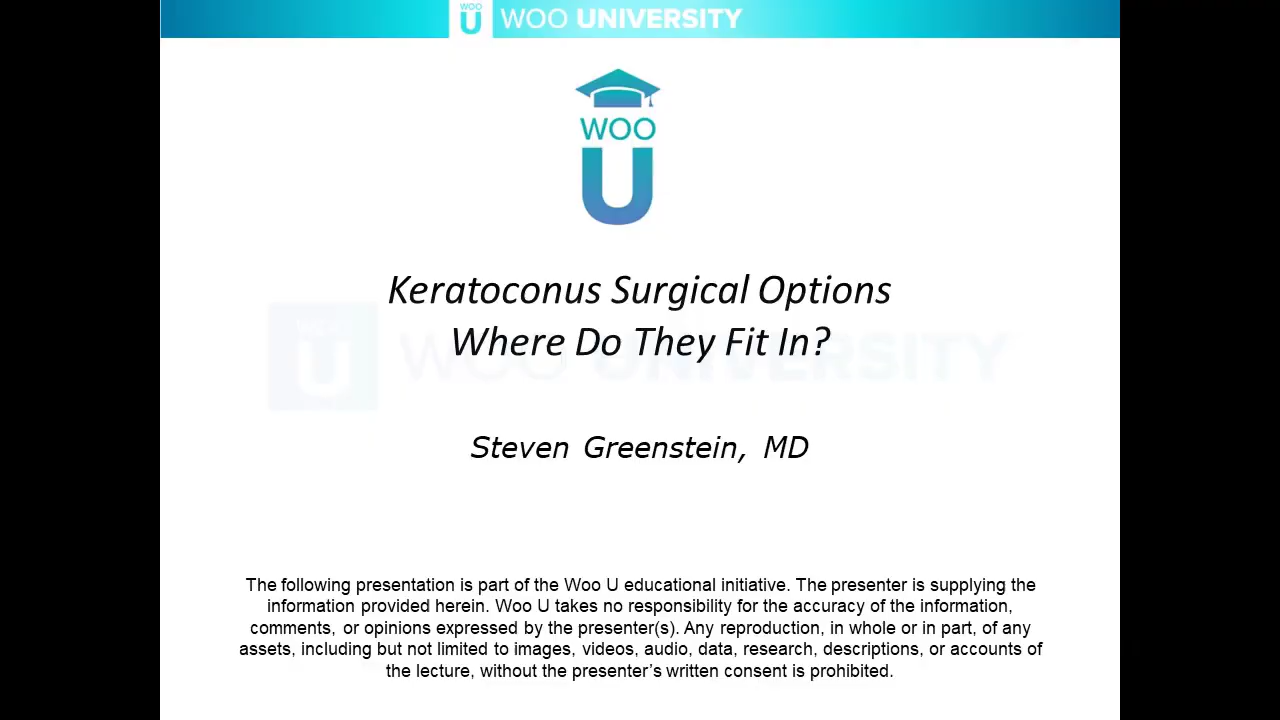 WOO
U
WOO UNIVERSITY
WOO
U
Keratoconus Surgical Options
Where Do They Fit In?
WOO UNIVERSITY
Steven Greenstein, MD
The following presentation is part of the Woo U educational initiative. The presenter is supplying the
information provided herein. Woo U takes no responsibility for the accuracy of the information,
comments, or opinions expressed by the presenter(s). Any reproduction, in whole or in part, of any
assets, including but not limited to images, videos, audio, data, research, descriptions, or accounts of
the lecture, without the presenter’s written consent is prohibited.